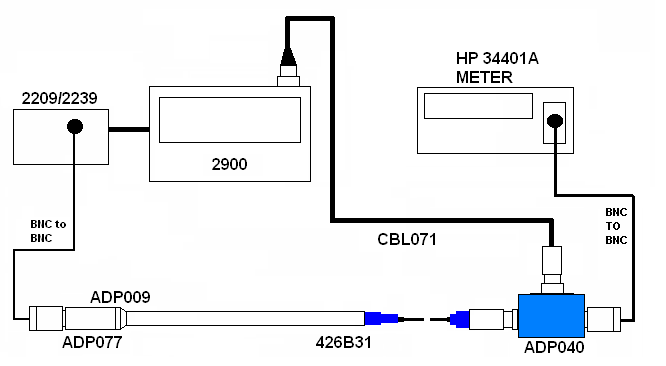 HP 34401A
METER
2209/2239
2900
BNC to
BNC
BNC
TO
BNC
CBL071
ADP009
ADP077
426B31
ADP040